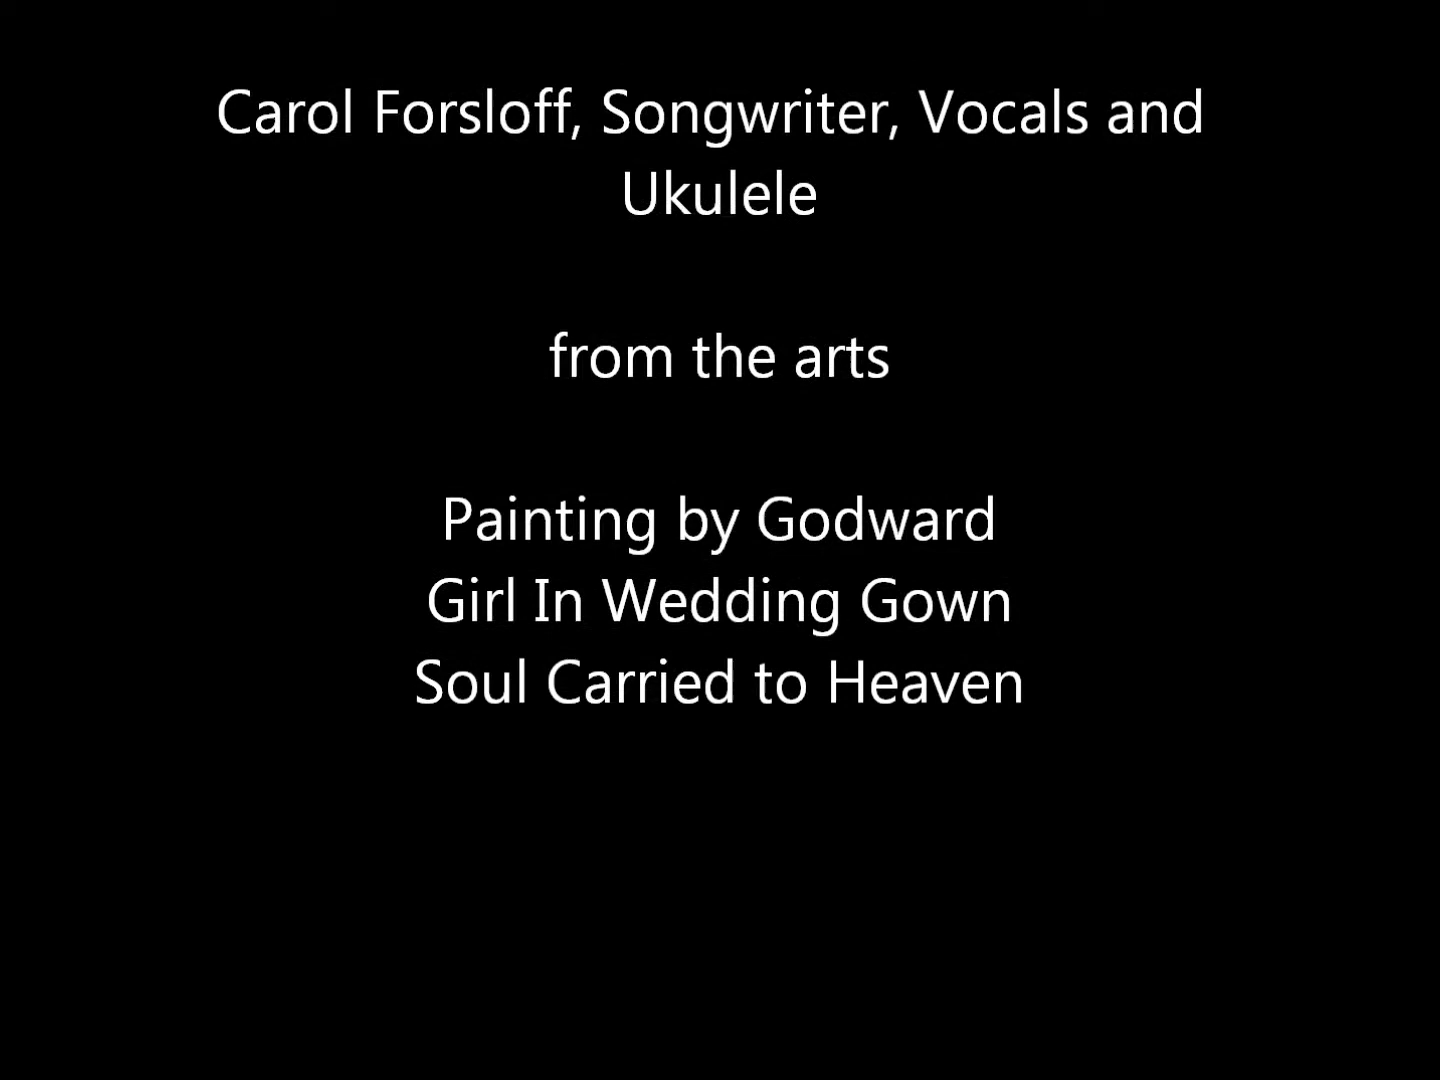 Carol Forsloff, Songwriter, Vocals and
Ukulele
from the arts
Painting by Godward
Girl In Wedding Gown
Soul Carried to Heaven